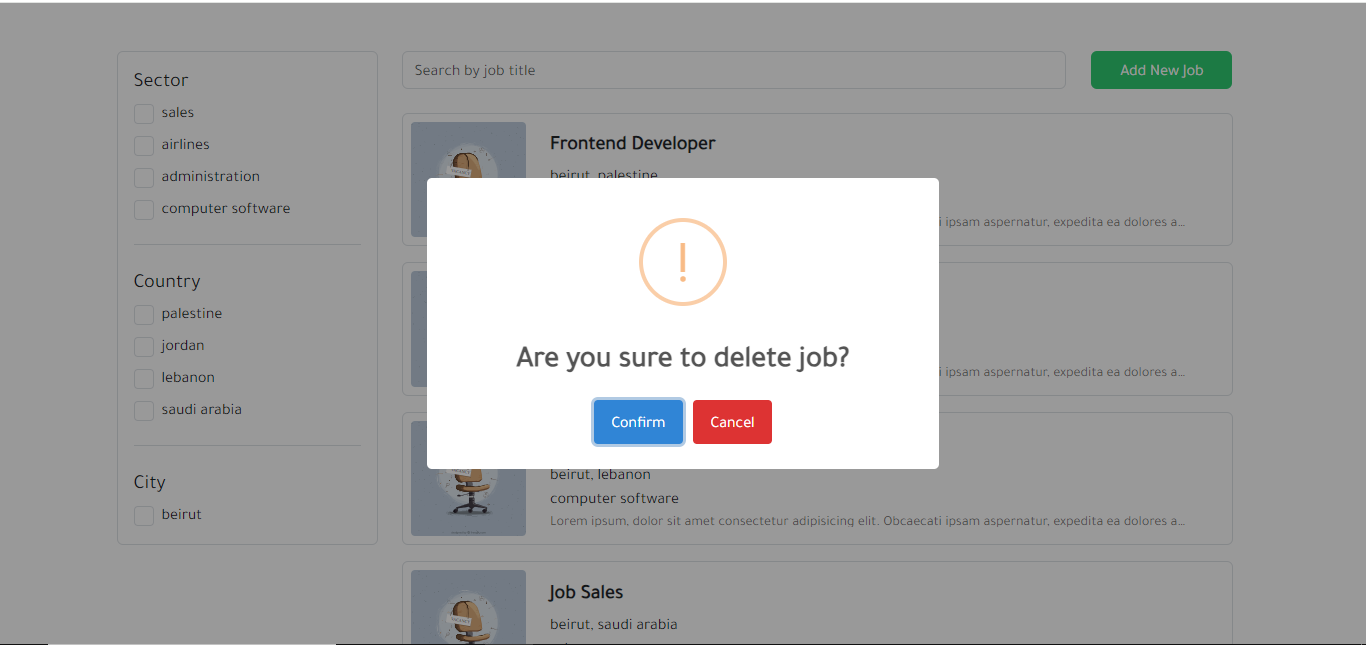 Sector
sales
airlines
administration
computer software
Country
palestine
jordan
lebanon
saudi arabia
City
beirut
Search by job title
Add New Job
Frontend Developer
beirut, palestine
i ipsam aspernatur, expedita ea dolores a...
i ipsam aspernatur, expedita ea dolores a...
beirut, lebanon
computer software
Lorem ipsum, dolor sit amet consectetur adipisicing elit. Obcaecati ipsam aspernatur, expedita ea dolores a...
Job Sales
beirut, saudi arabia
!
Are you sure to delete job?
Confirm
Cancel